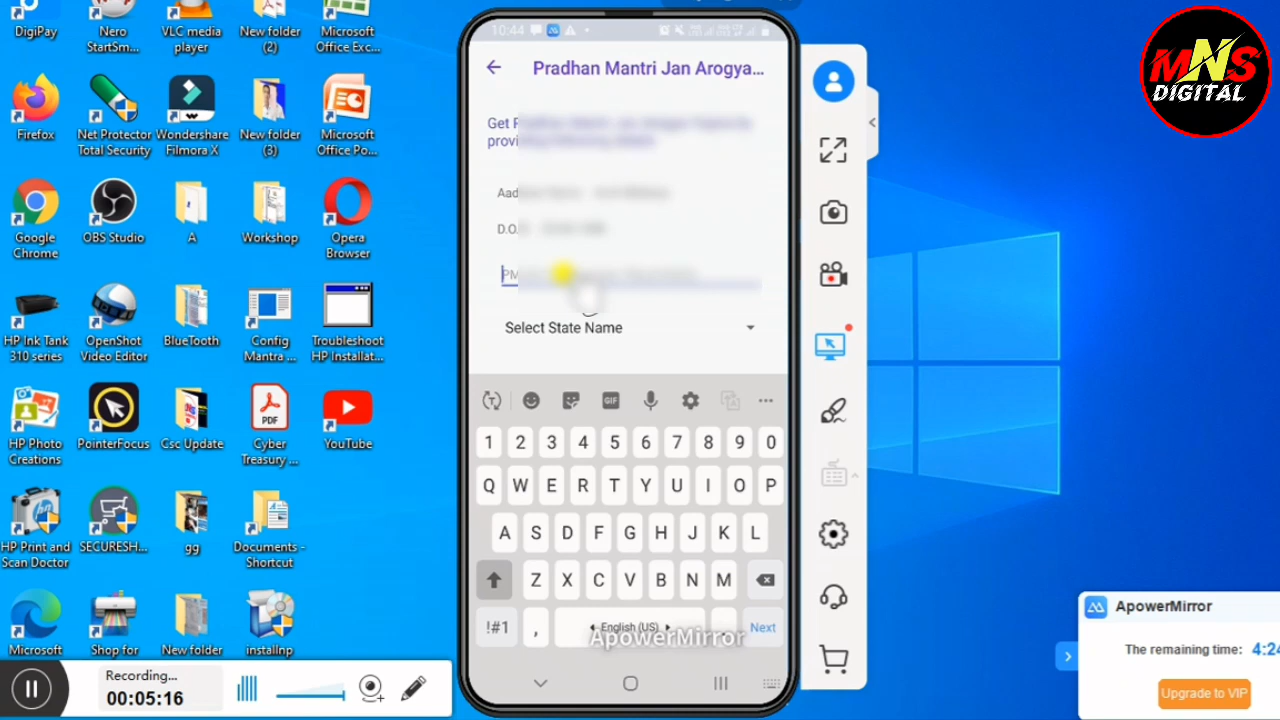 DigiPay
Nero
StartSm...
VLC media
player
New folder
(2)
Microsoft
Office Exc...
Firefox
Net Protector
Total Security
Wondershare
Filmora X
New folder
(3)
Microsoft
Office Po...
Google
Chrome
OBS Studio
A
Workshop
Opera
Browser
HP Ink Tank
310 series
OpenShot
Video Editor
BlueTooth
Config
Mantra ...
Troubleshoot
HP Installat...
HP Photo
Creations
PointerFocus
Csc Update
PDF
Cyber
Treasury ...
YouTube
HP Print and
Scan Doctor
SECURESH...
gg
Documents -
Shortcut
Microsoft
Shop for
New folder
installnp
Recording...
00:05:16
10:44
Pradhan Mantri Jan Arogya...
Get
provi
Aad
D.O.
PM
Select State Name
GIF
1 2 3 4 5 6 7 8 9 0
Q W E R T Y U I O P
A S D F G H J K L
Z X C V B N M
!#1 , English (US) . Next
ApowerMirror
MNS
DIGITAL
ApowerMirror
The remaining time: 4:24
Upgrade to VIP